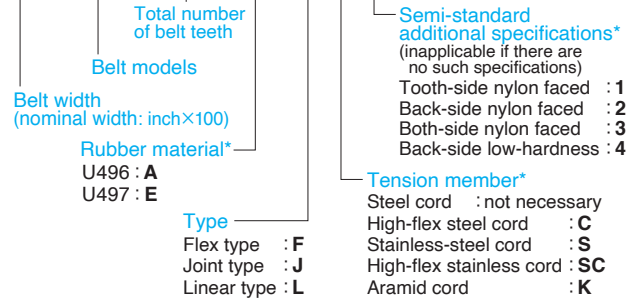 Total number
of belt teeth
Belt models
Belt width
(nominal width: inch×100)
Rubber material*
U496 : A
U497 : E
Type
Flex type : F
Joint type : J
Linear type : L
Semi-standard
additional specifications*
(inapplicable if there are
no such specifications)
Tooth-side nylon faced : 1
Back-side nylon faced : 2
Both-side nylon faced : 3
Back-side low-hardness : 4
Tension member*
Steel cord : not necessary
High-flex steel cord : C
Stainless-steel cord : S
High-flex stainless cord : SC
Aramid cord : K